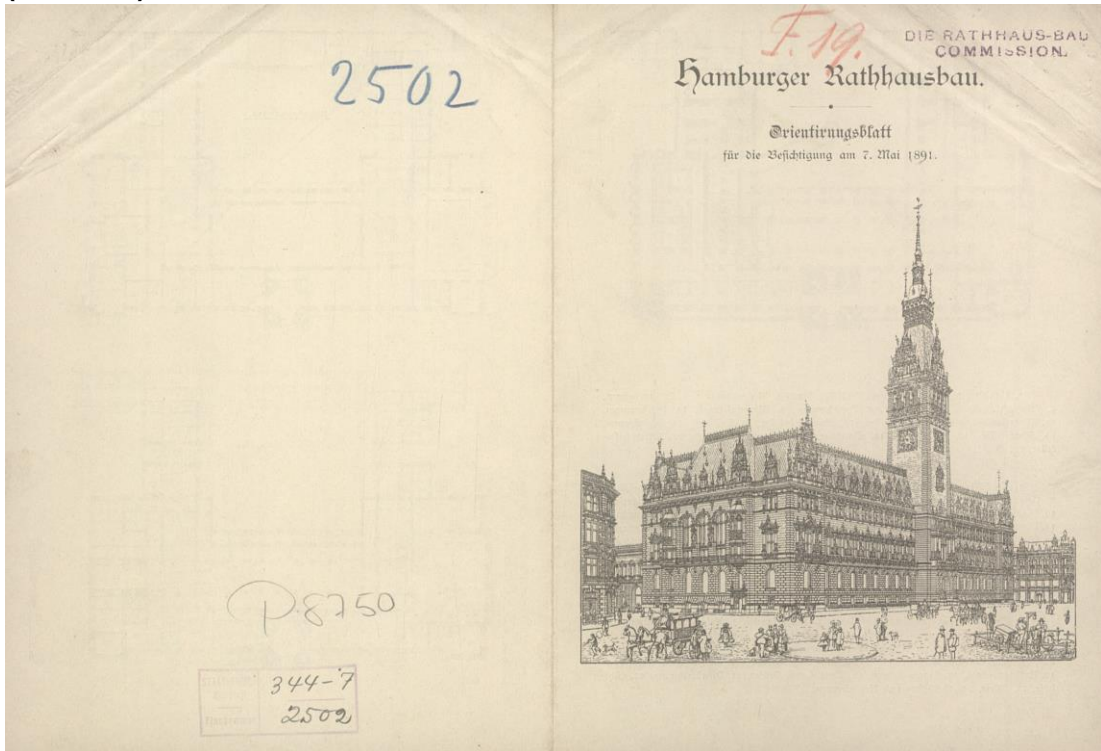 2502
P. 8750
344-7
2502
F. 19.
DIE RATHHAUS-BAU
COMMISSION.
Hamburger Rathhausbau.
Orientirungsblatt
für die Besichtigung am 7. Mai 1891.